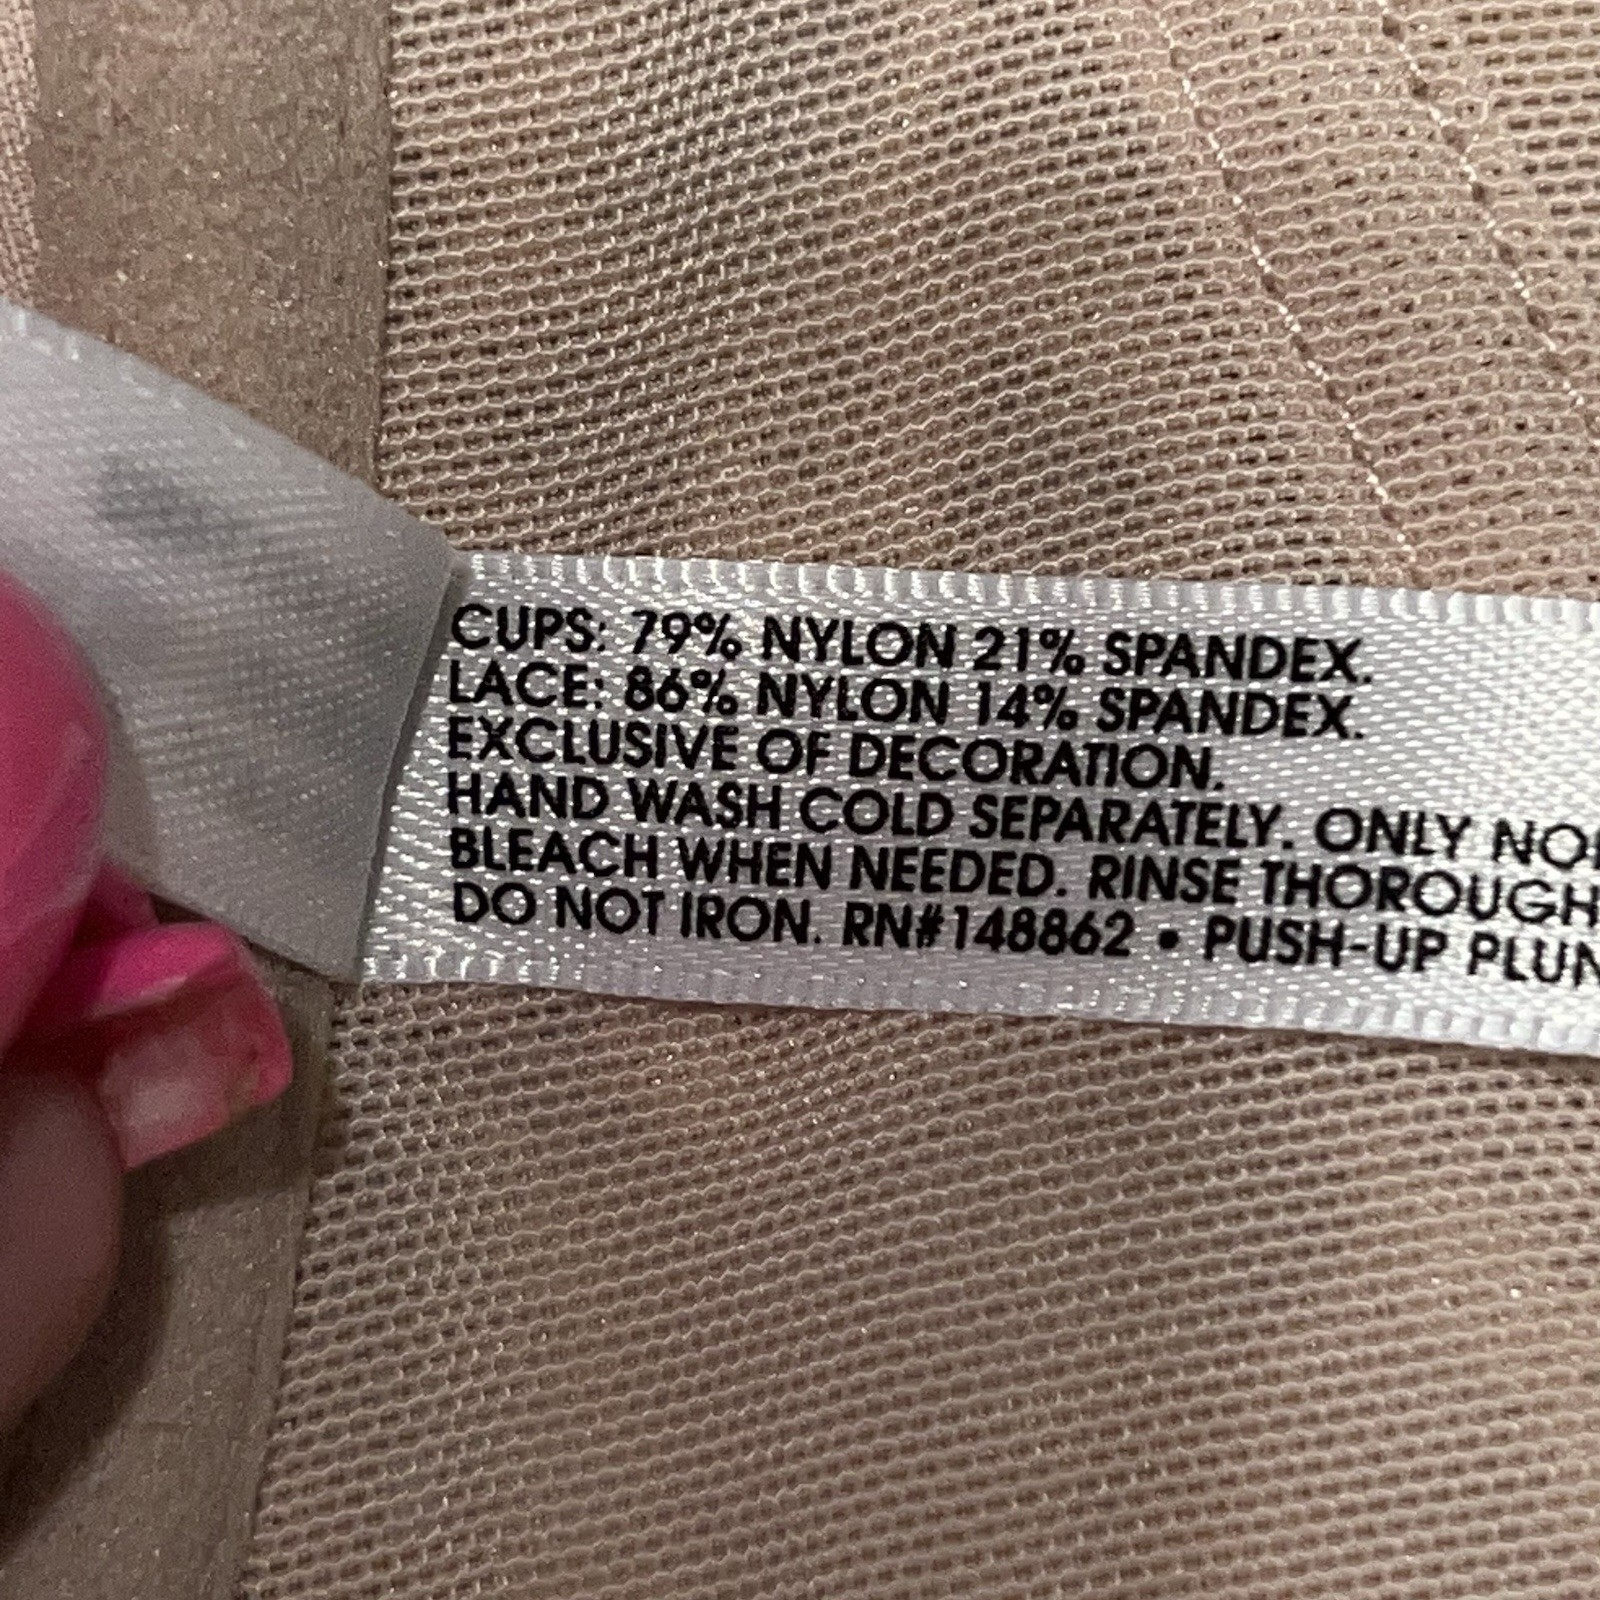 CUPS: 79% NYLON 21% SPANDEX.
LACE: 86% NYLON 14% SPANDEX.
EXCLUSIVE OF DECORATION.
HAND WASH COLD SEPARATELY. ONLY
BLEACH WHEN NEEDED. RINSE THOROUGH
DO NOT IRON. RN#148862 • PUSH-UP